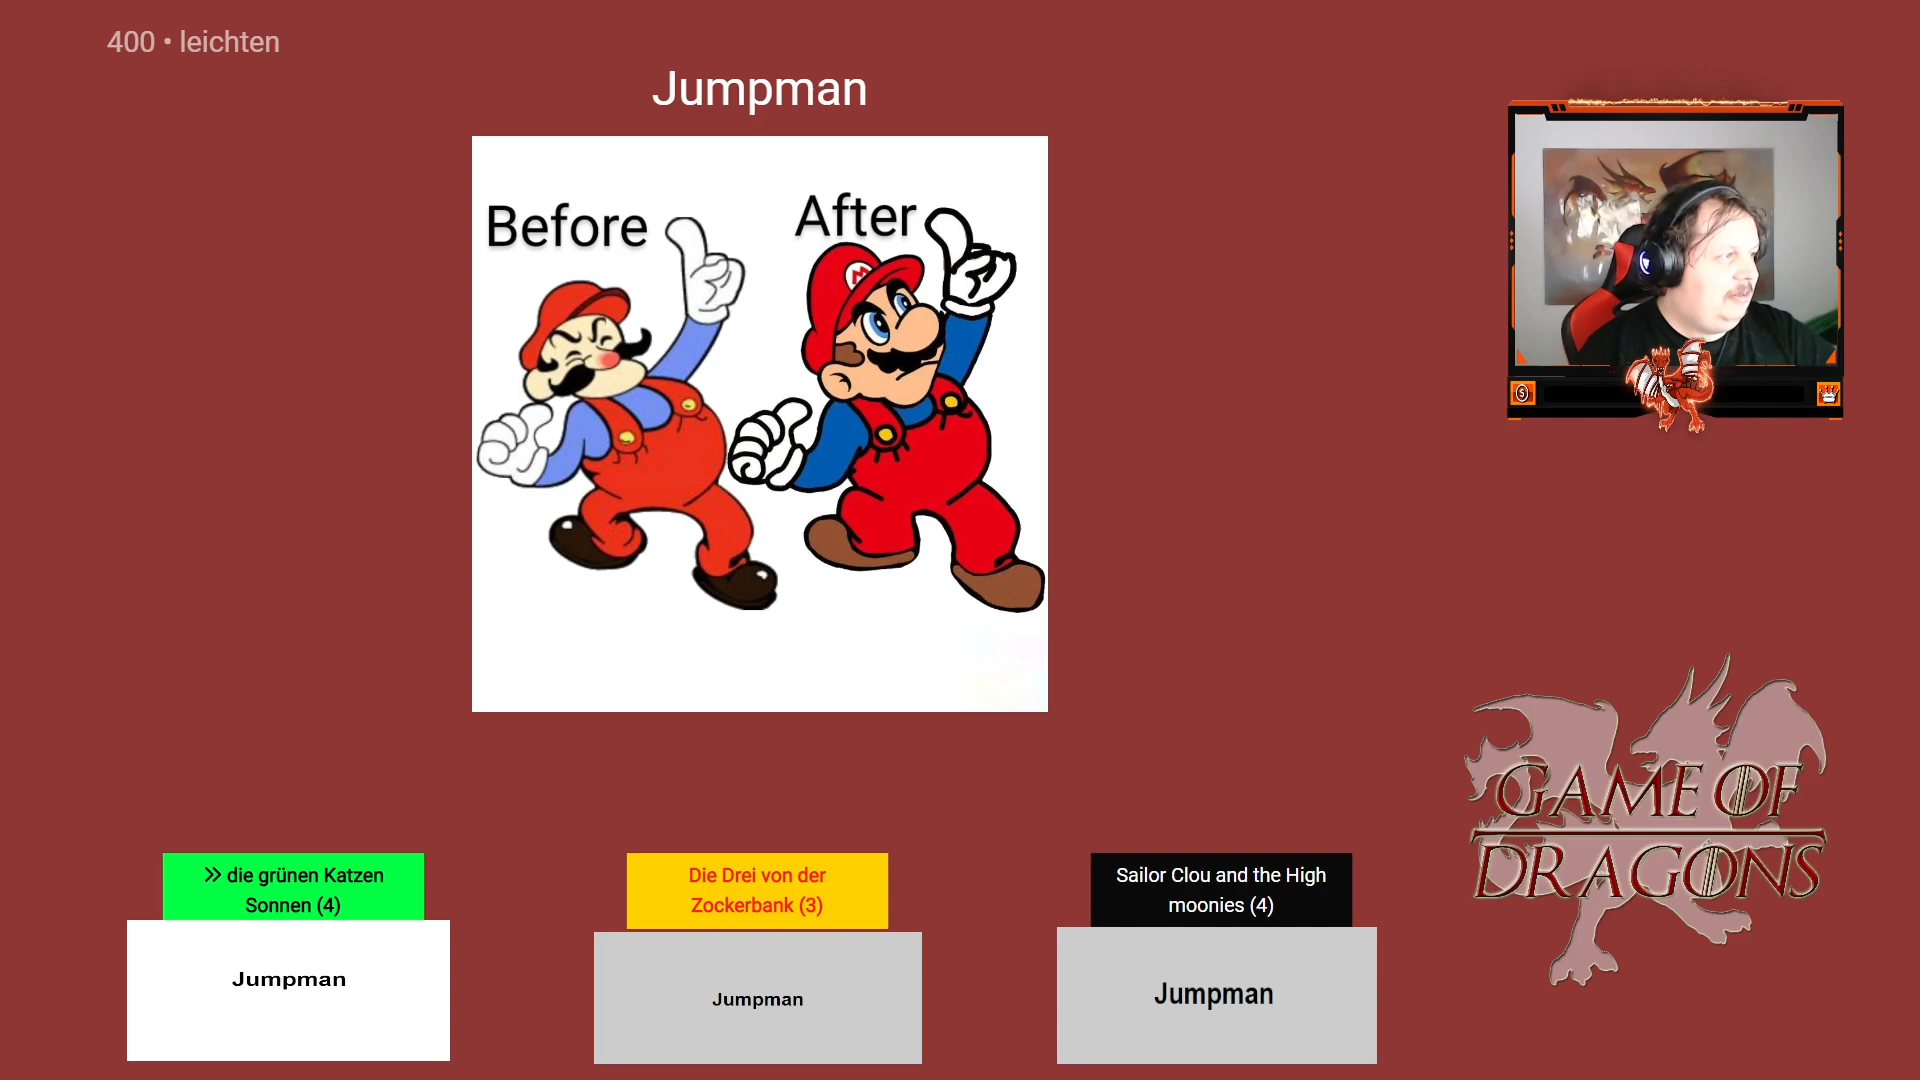 400 • leichten
Jumpman
Before
After
M
S
» die grünen Katzen
Sonnen (4)
Die Drei von der
Zockerbank (3)
Sailor Clou and the High
moonies (4)
Jumpman
Jumpman
Jumpman
GAME OF
DRAGONS